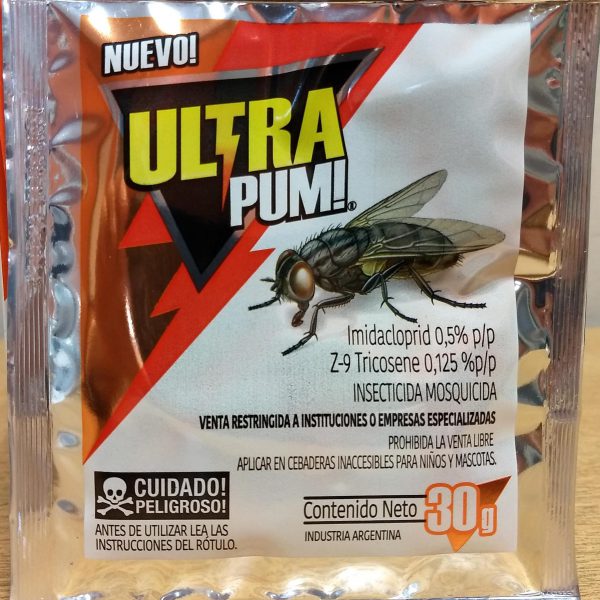 NUEVO!
ULTRA
PUM!®
Imidacloprid 0,5% p/p
Z-9 Tricosene 0,125 %p/p
INSECTICIDA MOSQUICIDA
VENTA RESTRINGIDA A INSTITUCIONES O EMPRESAS ESPECIALIZADAS
PROHIBIDA LA VENTA LIBRE
APLICAR EN CEBADERAS INACCESIBLES PARA NIÑOS Y MASCOTAS.
CUIDADO!
PELIGROSO!
ANTES DE UTILIZAR LEA LAS
INSTRUCCIONES DEL RÓTULO.
Contenido Neto 30g
INDUSTRIA ARGENTINA